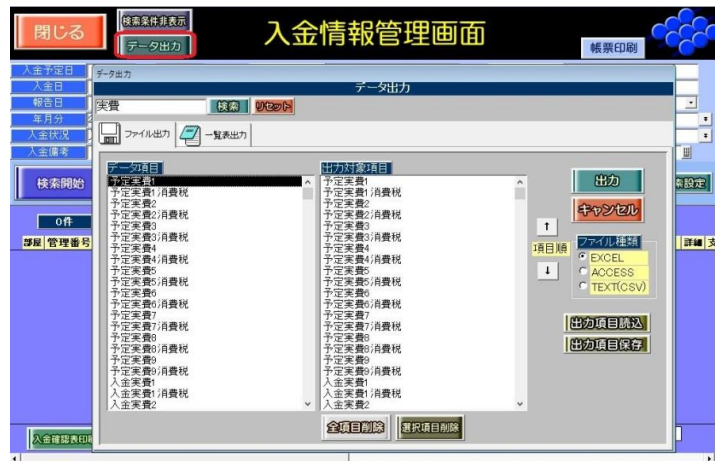 閉じる
検索条件非表示
データ出力
入金情報管理画面
帳票印刷
入金予定日
入金日
報告日
年月分
入金状況
入金備考
検索開始
索設定
0件
部屋
管理番号
詳細
支
入金確認表印刷
データ出力
データ出力
実費
検索
リセット
ファイル出力
一覧表出力
データ項目
予定実費1
予定実費1消費税
予定実費2
予定実費2消費税
予定実費3
予定実費3消費税
予定実費4
予定実費4消費税
予定実費5
予定実費5消費税
予定実費6
予定実費6消費税
予定実費7
予定実費7消費税
予定実費8
予定実費8消費税
予定実費9
予定実費9消費税
入金実費1
入金実費1消費税
入金実費2
出力対象項目
予定実費1
予定実費1消費税
予定実費2
予定実費2消費税
予定実費3
予定実費3消費税
予定実費4
予定実費4消費税
予定実費5
予定実費5消費税
予定実費6
予定実費6消費税
予定実費7
予定実費7消費税
予定実費8
予定実費8消費税
予定実費9
予定実費9消費税
入金実費1
入金実費1消費税
入金実費2
↑
項目順
↓
出力
キャンセル
ファイル種類
EXCEL
ACCESS
TEXT(CSV)
出力項目読込
出力項目保存
全項目削除
選択項目削除